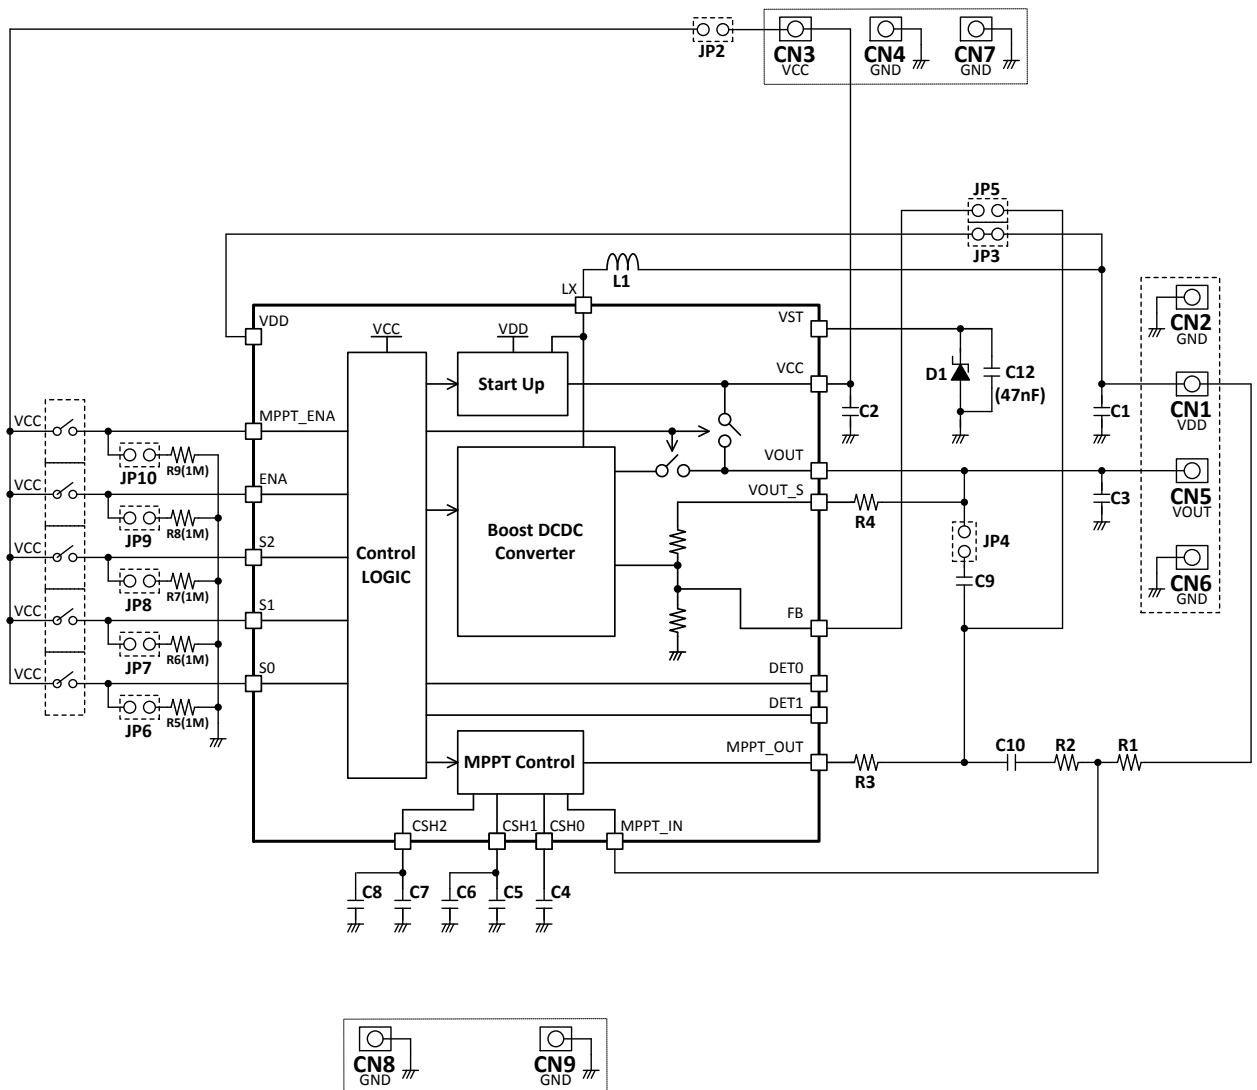 JP2
CN3
VCC
CN4
GND
CN7
GND
JP5
JP3
L1
LX
VDD
VST
CN2
GND
VCC
VDD
Start Up
VCC
D1
C12
(47nF)
C2
C1
CN1
VDD
VCC
MPPT_ENA
JP10
R9(1M)
VOUT
VOUT_S
R4
C3
CN5
VOUT
VCC
ENA
JP9
R8(1M)
Control
LOGIC
Boost DCDC
Converter
JP4
C9
CN6
GND
VCC
S2
JP8
R7(1M)
VCC
S1
JP7
R6(1M)
FB
VCC
S0
JP6
R5(1M)
DET0
DET1
MPPT Control
MPPT_OUT
R3
C10
R2
R1
CSH2
CSH1
CSH0
MPPT_IN
C8
C7
C6
C5
C4
CN8
GND
CN9
GND